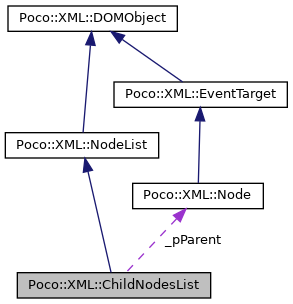 Poco::XML::DOMObject
Poco::XML::EventTarget
Poco::XML::NodeList
Poco::XML::Node
_pParent
Poco::XML::ChildNodesList